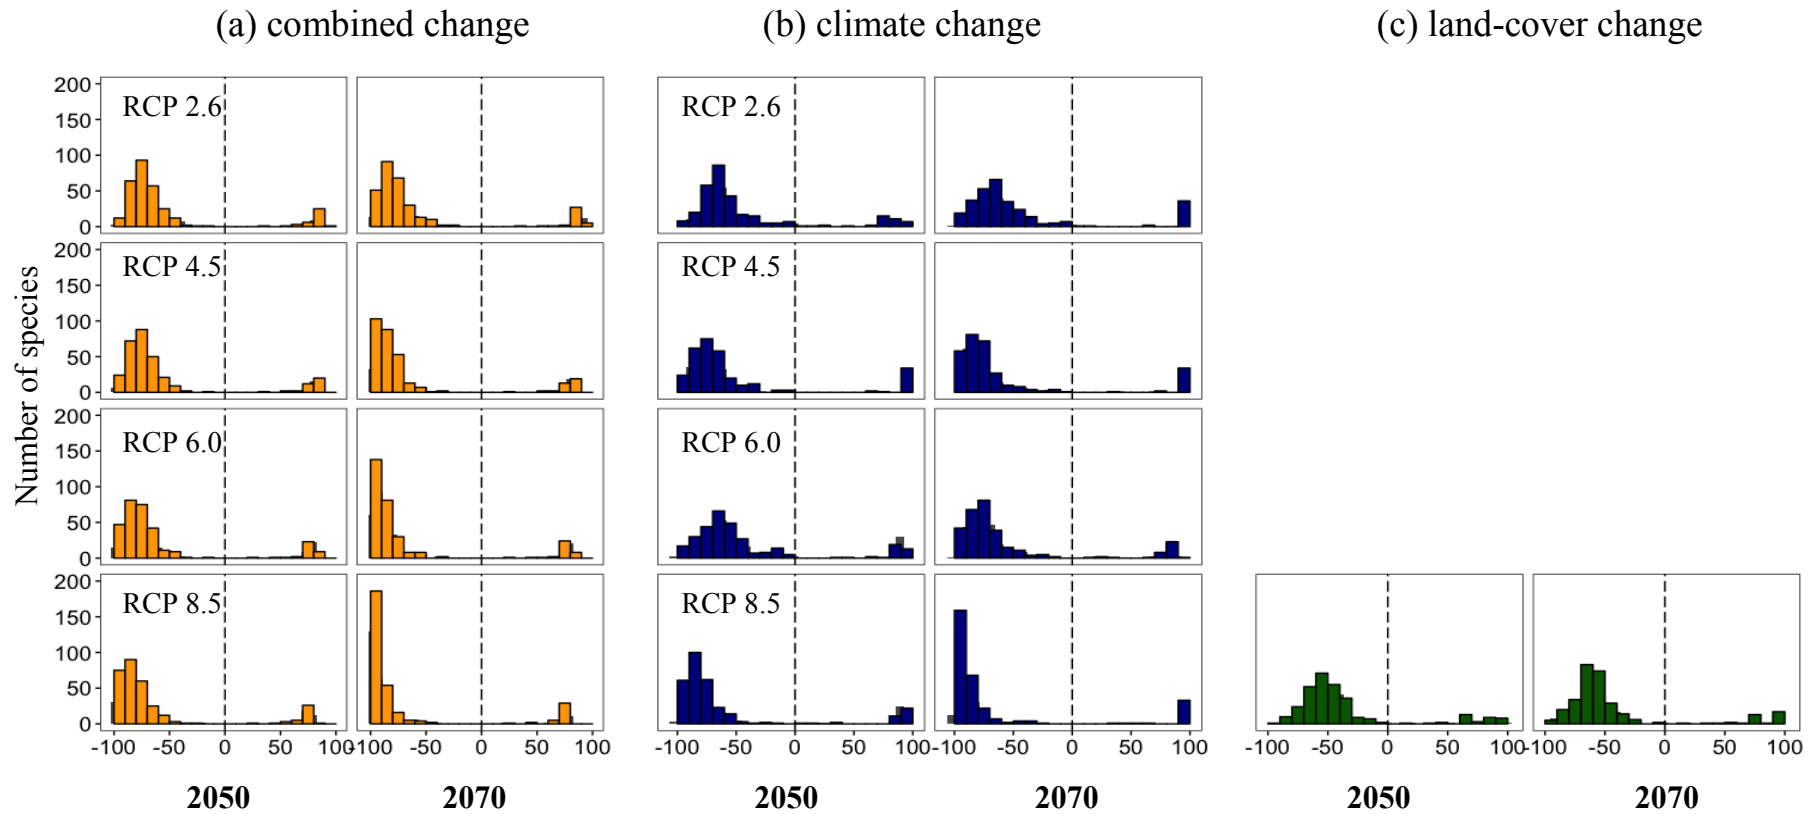 (a) combined change
(b) climate change
(c) land-cover change
Number of species
200
150
100
50
0
RCP 2.6
RCP 2.6
200
150
100
50
0
RCP 4.5
RCP 4.5
200
150
100
50
0
RCP 6.0
RCP 6.0
200
150
100
50
0
RCP 8.5
RCP 8.5
-100 -50 0 50 100
-100 -50 0 50 100
-100 -50 0 50 100
-100 -50 0 50 100
-100 -50 0 50 100
-100 -50 0 50 100
2050 2070
2050 2070
2050 2070